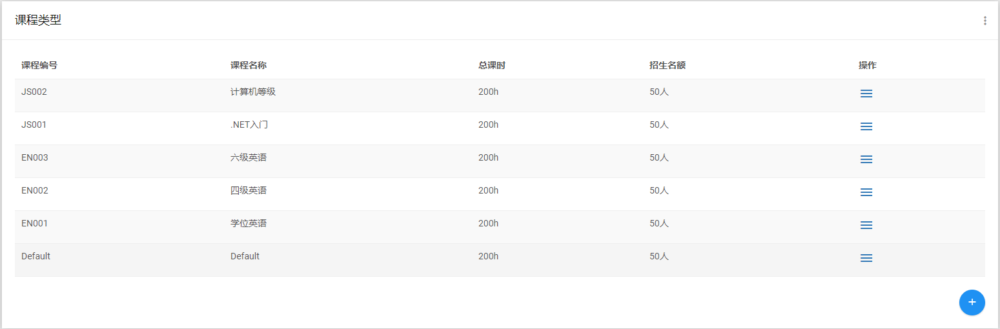 课程类型
课程编号 课程名称 总课时 招生名额 操作
JS002 计算机等级 200h 50人
JS001 .NET入门 200h 50人
EN003 六级英语 200h 50人
EN002 四级英语 200h 50人
EN001 学位英语 200h 50人
Default Default 200h 50人